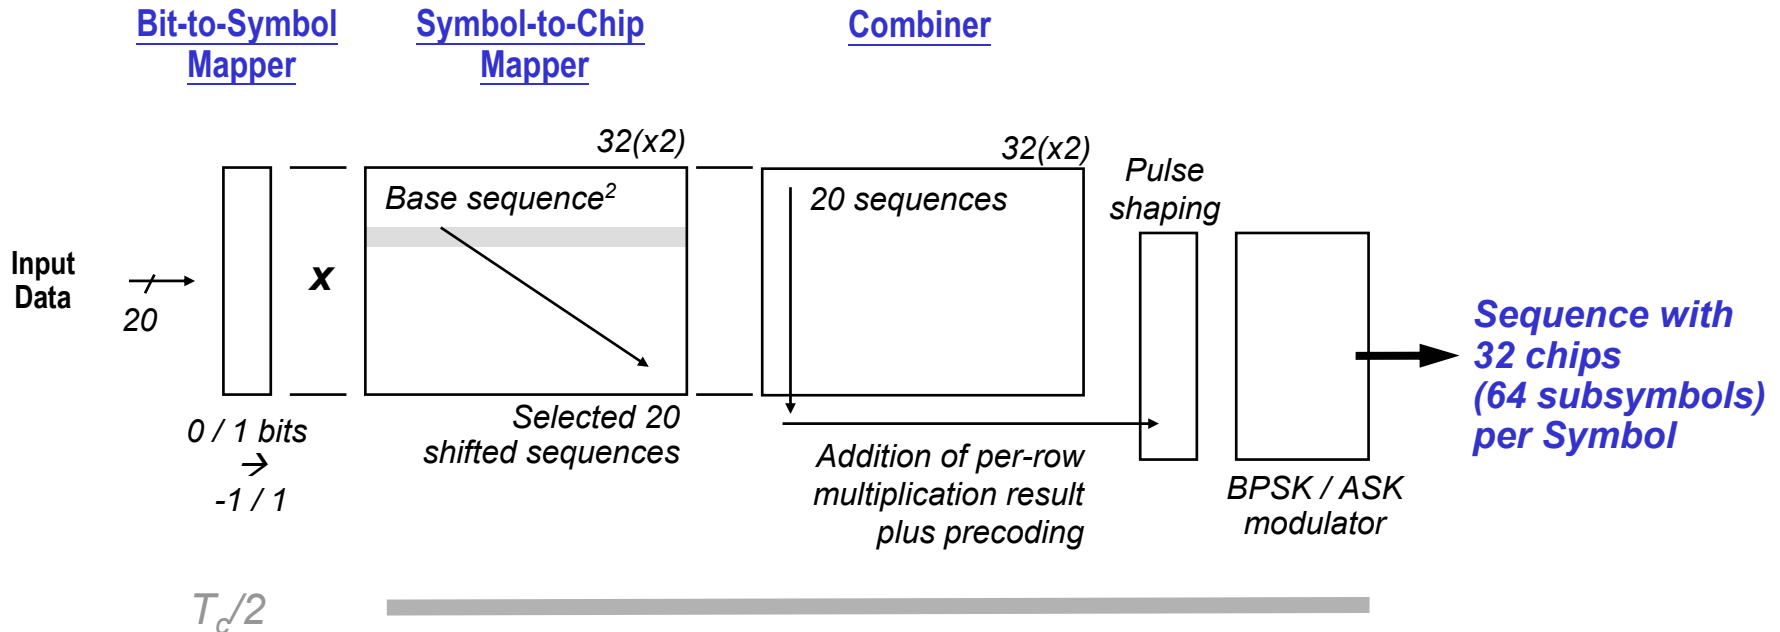 Bit-to-Symbol
Mapper
Symbol-to-Chip
Mapper
Combiner
32(x2)
32(x2)
Base sequence²
20 sequences
Pulse
shaping
Input
Data
20
x
Selected 20
shifted sequences
0 / 1 bits
→
-1 / 1
Addition of per-row
multiplication result
plus precoding
BPSK / ASK
modulator
Sequence with
32 chips
(64 subsymbols)
per Symbol
Tc/2